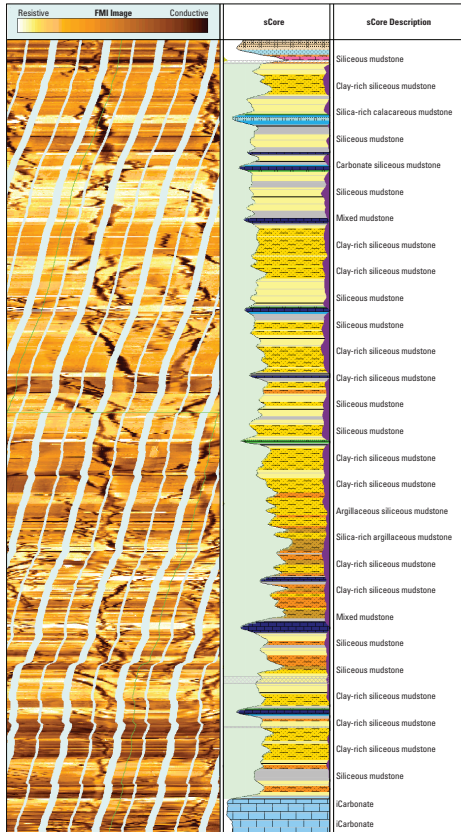 Resistive FMI Image Conductive
sCore
sCore Description
Siliceous mudstone
Clay-rich siliceous mudstone
Silica-rich calacareous mudstone
Siliceous mudstone
Carbonate siliceous mudstone
Siliceous mudstone
Mixed mudstone
Clay-rich siliceous mudstone
Clay-rich siliceous mudstone
Siliceous mudstone
Siliceous mudstone
Clay-rich siliceous mudstone
Clay-rich siliceous mudstone
Siliceous mudstone
Siliceous mudstone
Clay-rich siliceous mudstone
Clay-rich siliceous mudstone
Argillaceous siliceous mudstone
Silica-rich argillaceous mudstone
Clay-rich siliceous mudstone
Clay-rich siliceous mudstone
Mixed mudstone
Siliceous mudstone
Siliceous mudstone
Clay-rich siliceous mudstone
Clay-rich siliceous mudstone
Clay-rich siliceous mudstone
Siliceous mudstone
iCarbonate
iCarbonate